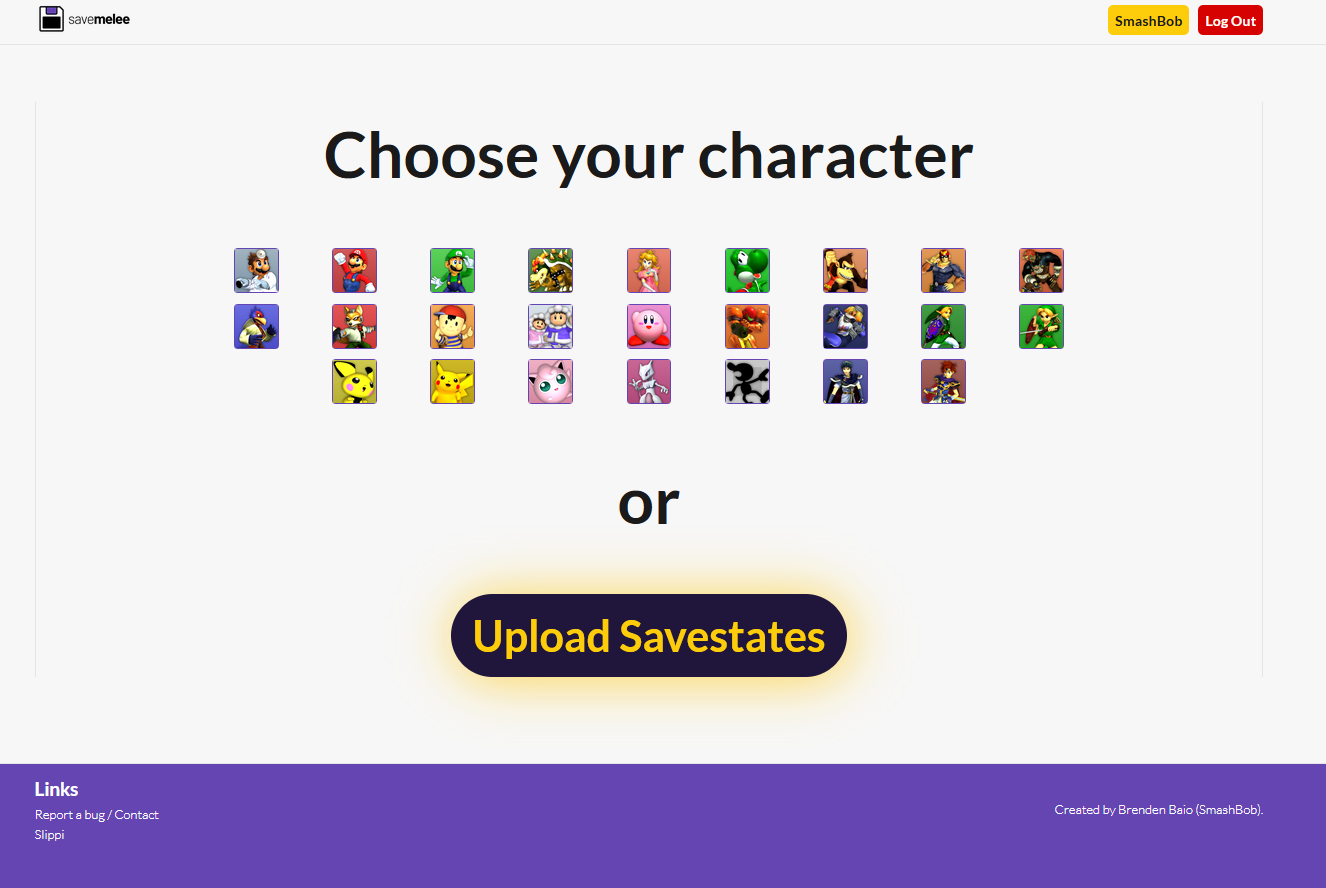 savemelee
SmashBob
Log Out
Choose your character
or
Upload Savestates
Links
Report a bug / Contact
Slippi
Created by Brenden Baio (SmashBob).